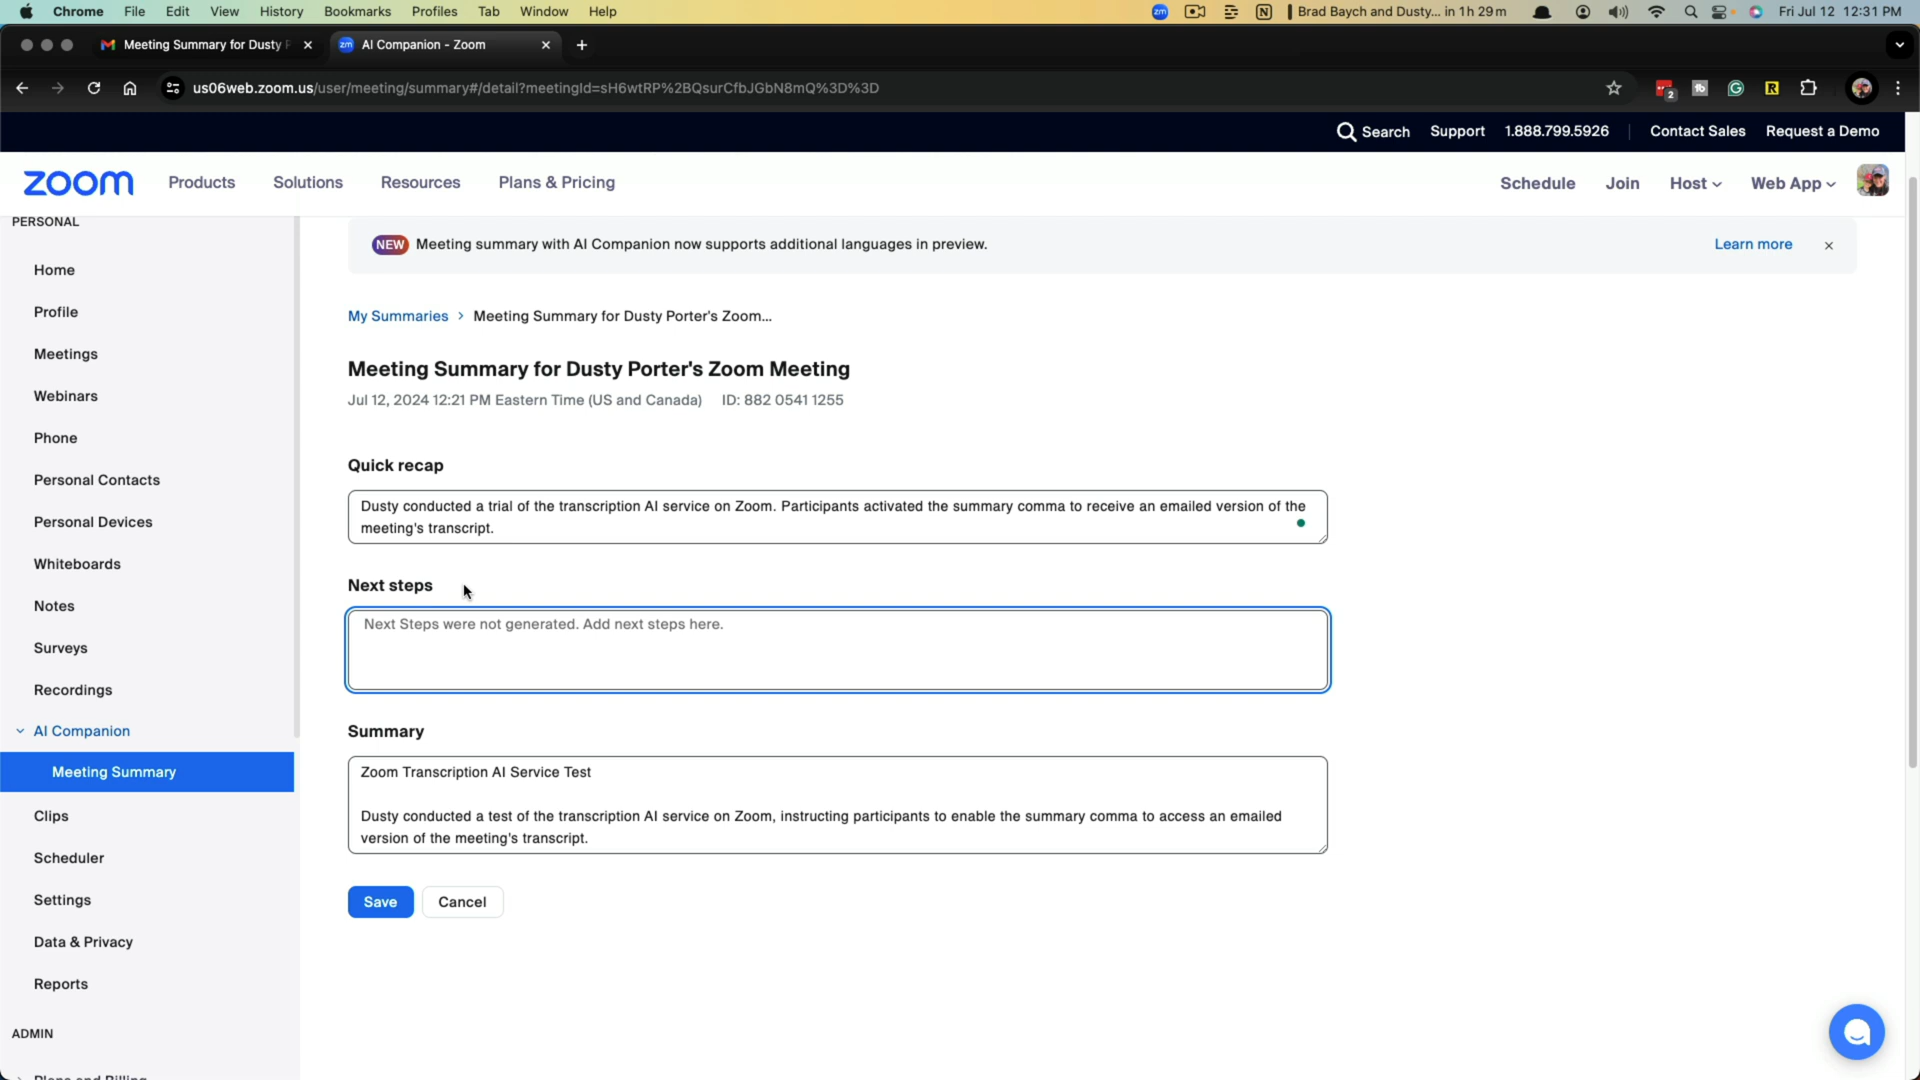 Chrome File Edit View History Bookmarks Profiles Tab Window Help
zm
N
Brad Baych and Dusty... in 1h 29m
Fri Jul 12 12:31 PM
Meeting Summary for Dusty P
zm
AI Companion - Zoom
us06web.zoom.us/user/meeting/summary#/detail?meetingId=sH6wtRP%2BQsurCfbJGbN8mQ%3D%3D
2
R
Search Support 1.888.799.5926 Contact Sales Request a Demo
zoom
Products Solutions Resources Plans & Pricing
Schedule Join Host Web App
PERSONAL
Home
Profile
Meetings
Webinars
Phone
Personal Contacts
Personal Devices
Whiteboards
Notes
Surveys
Recordings
AI Companion
Meeting Summary
Clips
Scheduler
Settings
Data & Privacy
Reports
ADMIN
NEW Meeting summary with AI Companion now supports additional languages in preview.
Learn more
My Summaries > Meeting Summary for Dusty Porter's Zoom...
Meeting Summary for Dusty Porter's Zoom Meeting
Jul 12, 2024 12:21 PM Eastern Time (US and Canada) ID: 882 0541 1255
Quick recap
Dusty conducted a trial of the transcription AI service on Zoom. Participants activated the summary comma to receive an emailed version of the
meeting's transcript.
Next steps
Next Steps were not generated. Add next steps here.
Summary
Zoom Transcription AI Service Test
Dusty conducted a test of the transcription AI service on Zoom, instructing participants to enable the summary comma to access an emailed
version of the meeting's transcript.
Save
Cancel